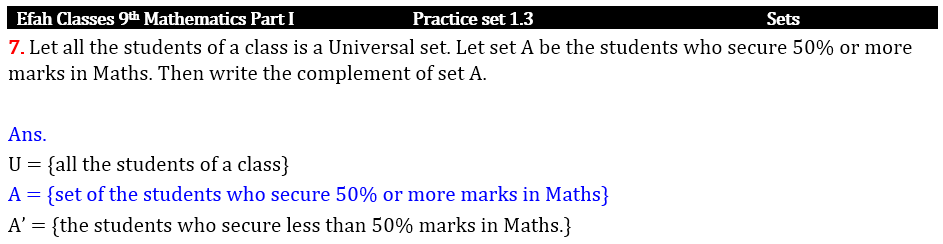 Efah Classes 9th Mathematics Part I Practice set 1.3 Sets
7. Let all the students of a class is a Universal set. Let set A be the students who secure 50% or more
marks in Maths. Then write the complement of set A.
Ans.
U = {all the students of a class}
A = {set of the students who secure 50% or more marks in Maths}
A’ = {the students who secure less than 50% marks in Maths.}